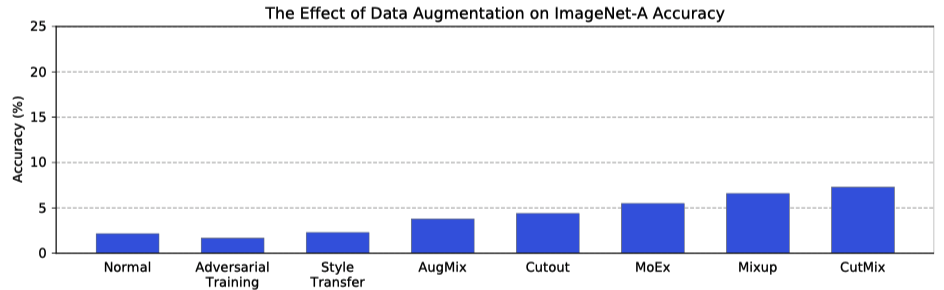 The Effect of Data Augmentation on ImageNet-A Accuracy
25
20
15
10
5
0
Accuracy (%)
Normal
Adversarial
Training
Style
Transfer
AugMix
Cutout
MoEx
Mixup
CutMix